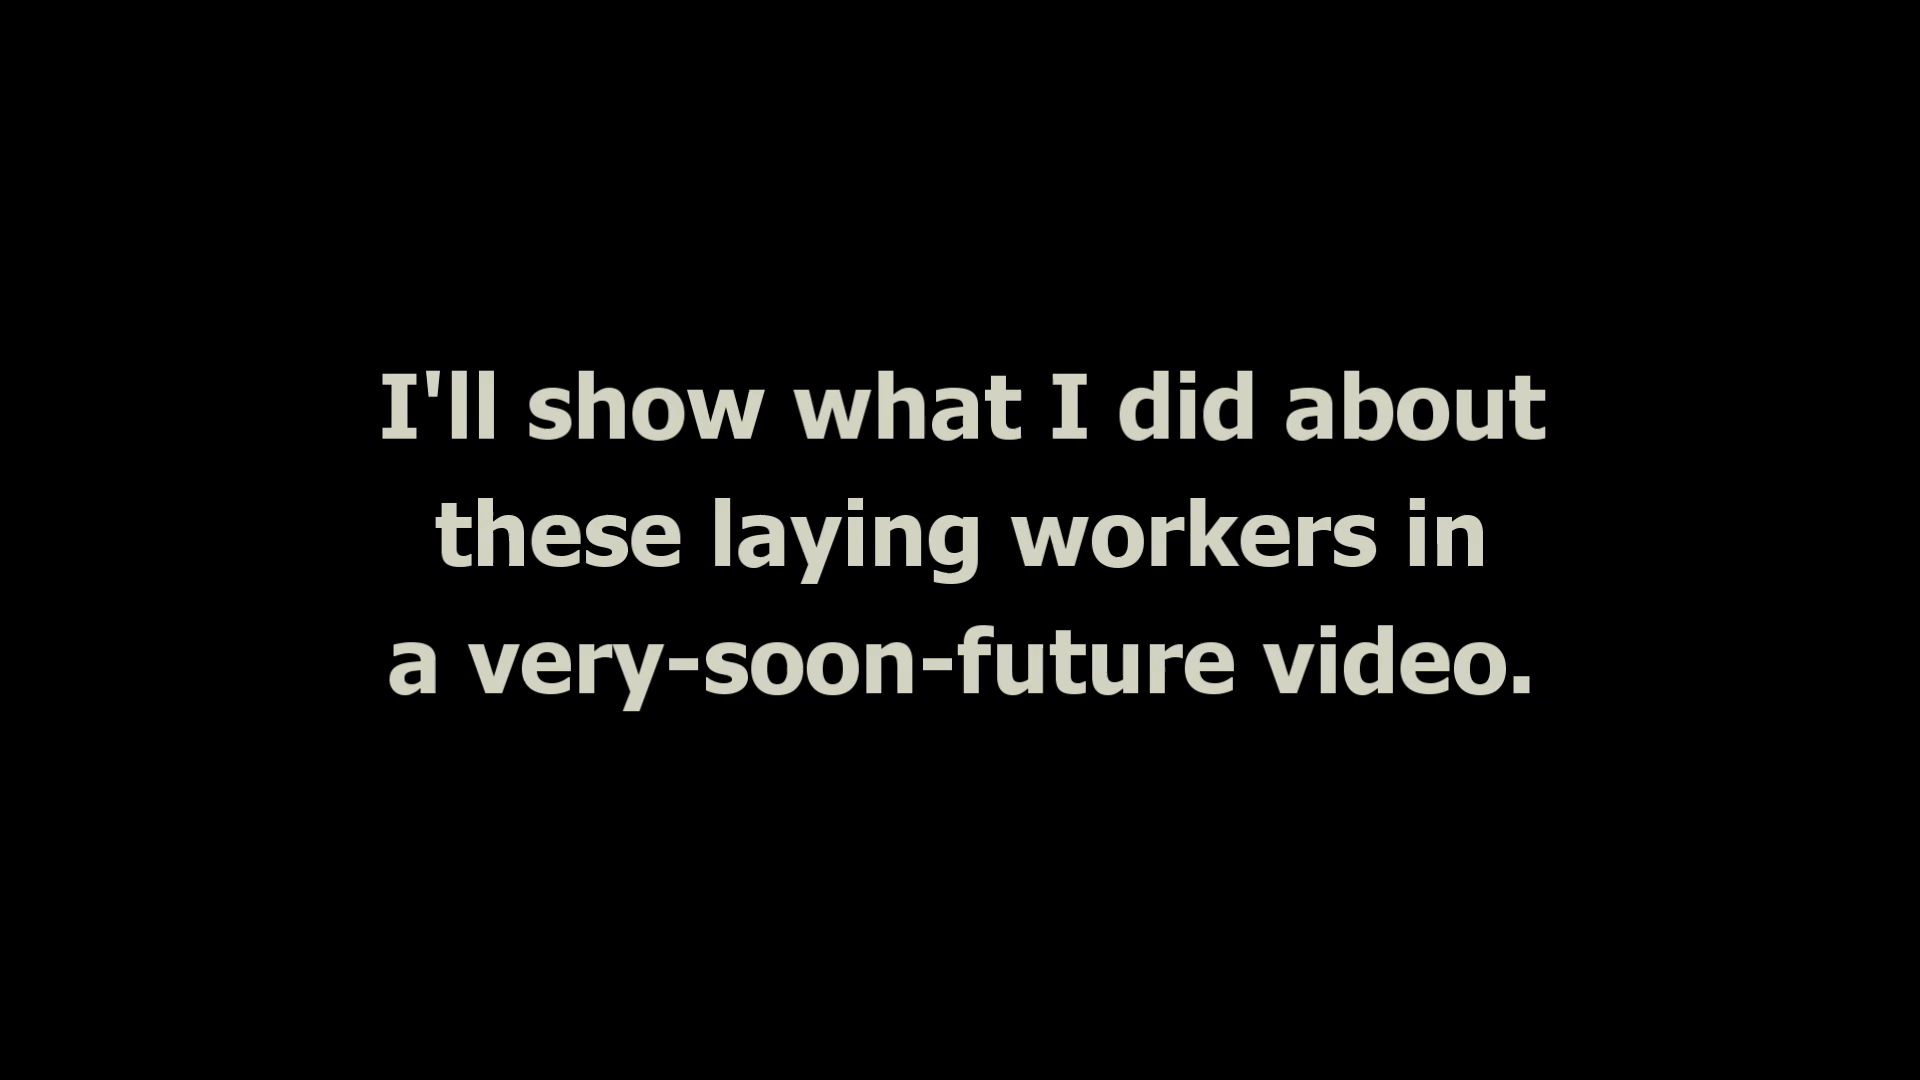 I'll show what I did about
these laying workers in
a very-soon-future video.